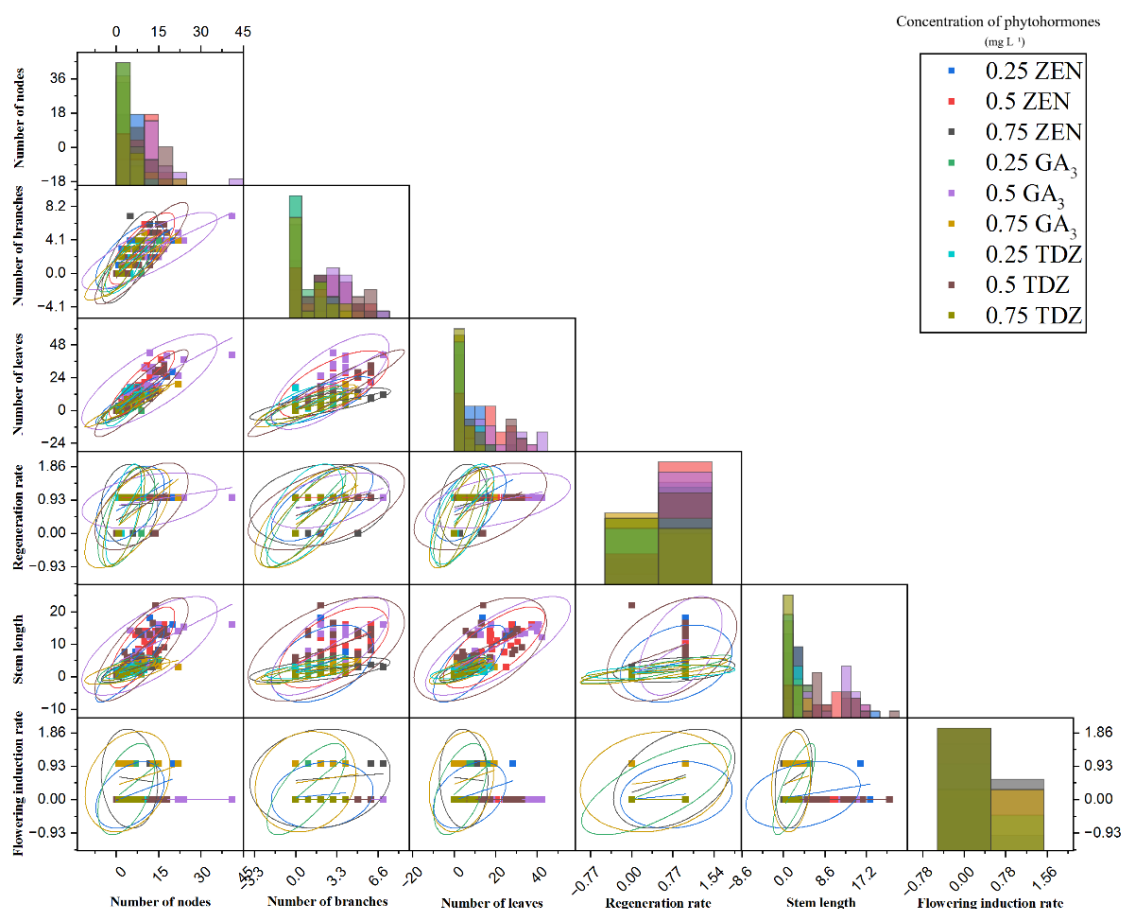 0 15 30 45
Concentration of phytohormones
(mg L⁻¹)
0.25 ZEN
0.5 ZEN
0.75 ZEN
0.25 GA₃
0.5 GA₃
0.75 GA₃
0.25 TDZ
0.5 TDZ
0.75 TDZ
Number of nodes
36
18
0
−18
Number of branches
8.2
4.1
0.0
−4.1
Number of leaves
48
24
0
−24
Regeneration rate
1.86
0.93
0.00
−0.93
Stem length
20
10
0
−10
Flowering induction rate
1.86
0.93
0.00
−0.93
1.86
0.93
0.00
−0.93
0 15 30 45
−3.3 0.0 3.3 6.6
−20 0 20 40
−0.77 0.00 0.77 1.54
−8.6 0.0 8.6 17.2
−0.78 0.00 0.78 1.56
Number of nodes Number of branches Number of leaves Regeneration rate Stem length Flowering induction rate